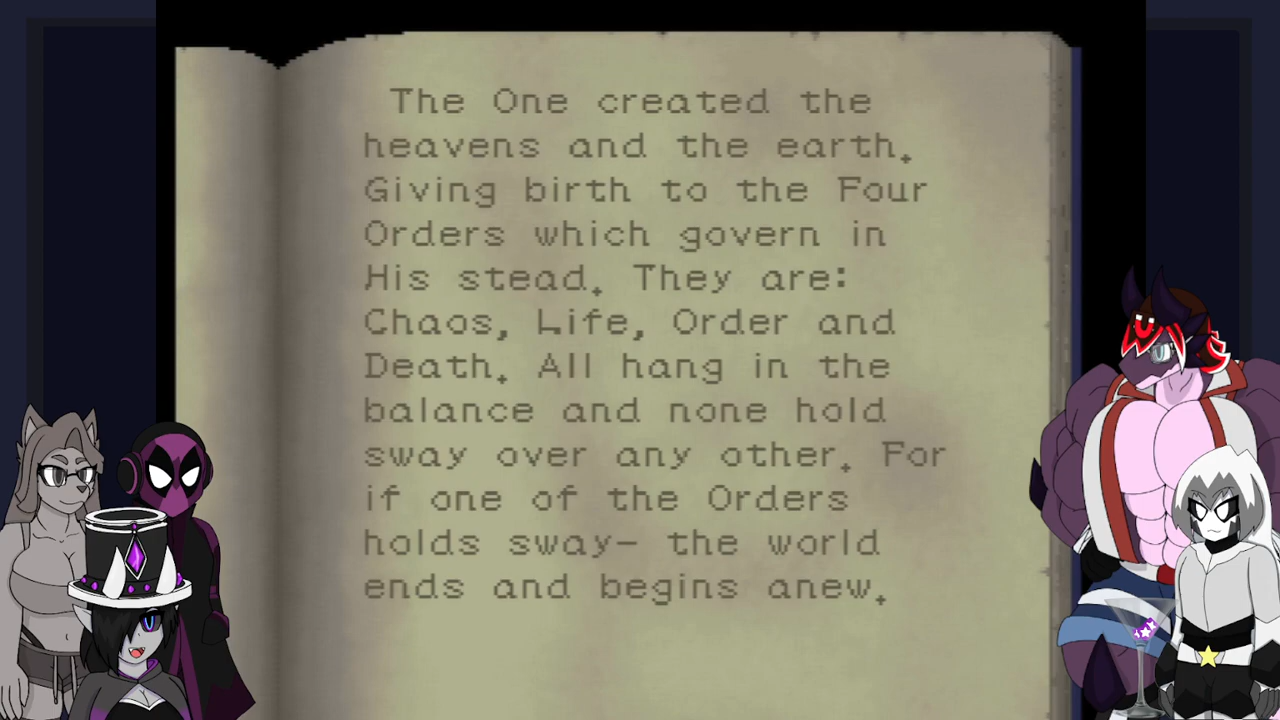 The One created the
heavens and the earth.
Giving birth to the Four
Orders which govern in
His stead. They are:
Chaos, Life, Order and
Death. All hang in the
balance and none hold
sway over any other. For
if one of the Orders
holds sway- the world
ends and begins anew.